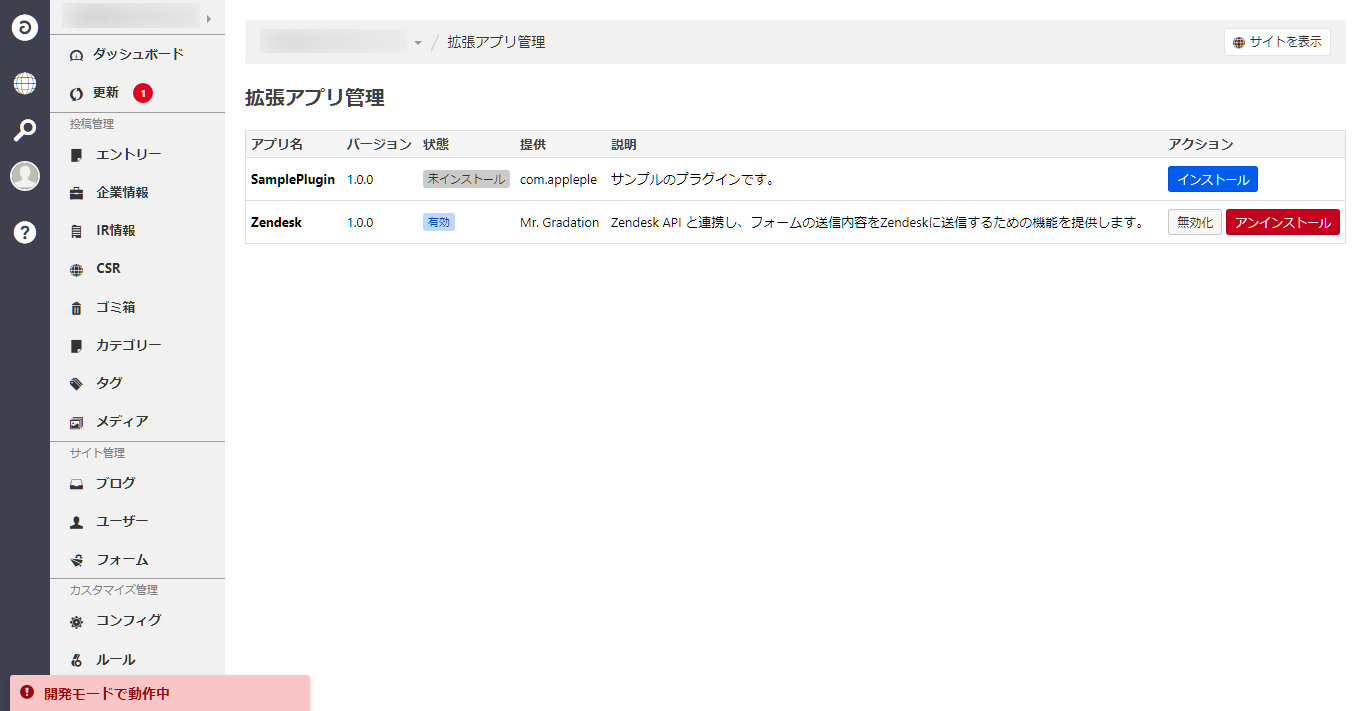 ダッシュボード
更新 1
投稿管理
エントリー
企業情報
IR情報
CSR
ゴミ箱
カテゴリー
タグ
メディア
サイト管理
ブログ
ユーザー
フォーム
カスタマイズ管理
コンフィグ
ルール
開発モードで動作中
/ 拡張アプリ管理
サイトを表示
拡張アプリ管理
アプリ名 バージョン 状態 提供 説明 アクション
SamplePlugin 1.0.0 未インストール com.appleple サンプルのプラグインです。 インストール
Zendesk 1.0.0 有効 Mr. Gradation Zendesk API と連携し、フォームの送信内容をZendeskに送信するための機能を提供します。 無効化 アンインストール